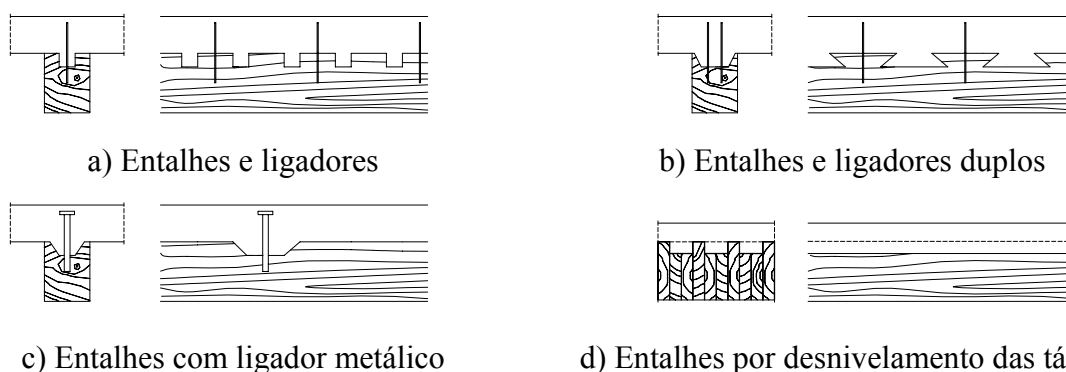 a) Entalhes e ligadores
b) Entalhes e ligadores duplos
c) Entalhes com ligador metálico
d) Entalhes por desnivelamento das tá